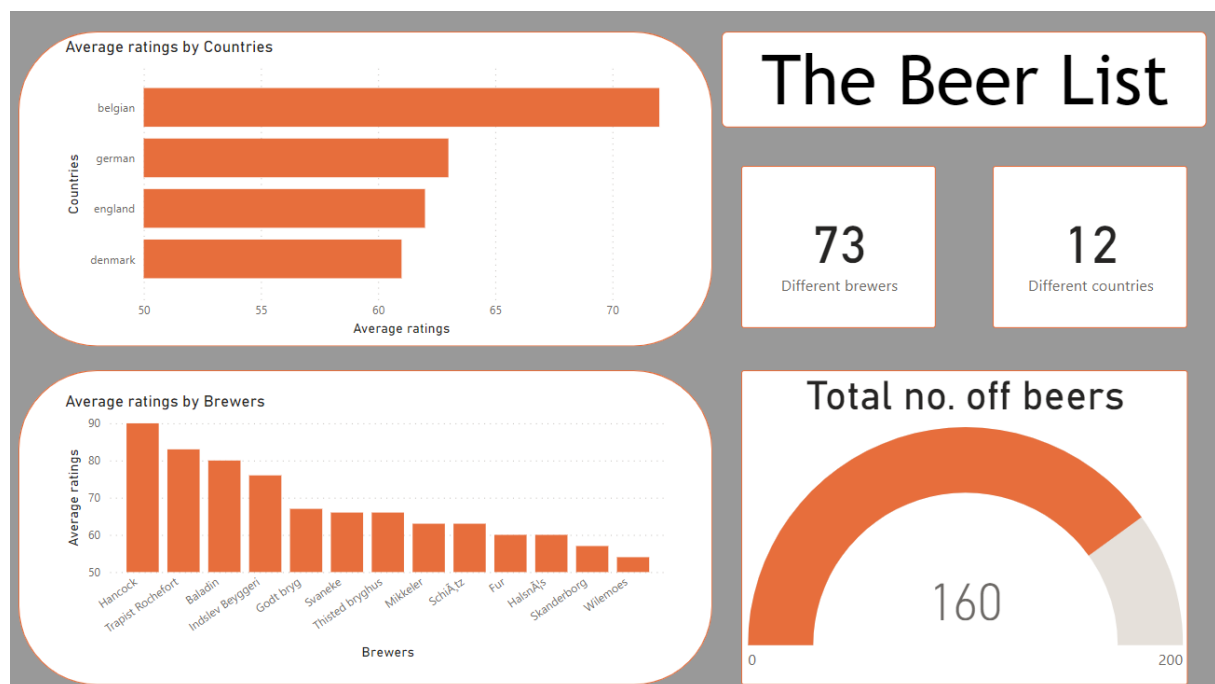 Average ratings by Countries
belgian
german
england
denmark
Countries
50 55 60 65 70
Average ratings
The Beer List
73
Different brewers
12
Different countries
Average ratings by Brewers
90
80
70
60
50
Average ratings
Hancock
Trapist Rochefort
Baladin
Indslev Beyggeri
Godt bryg
Svaneke
Thisted bryghus
Mikkeler
SchiÃ¸tz
Fur
HalsnÃ¦s
Skanderborg
Wilemoes
Brewers
Total no. off beers
160
0 200